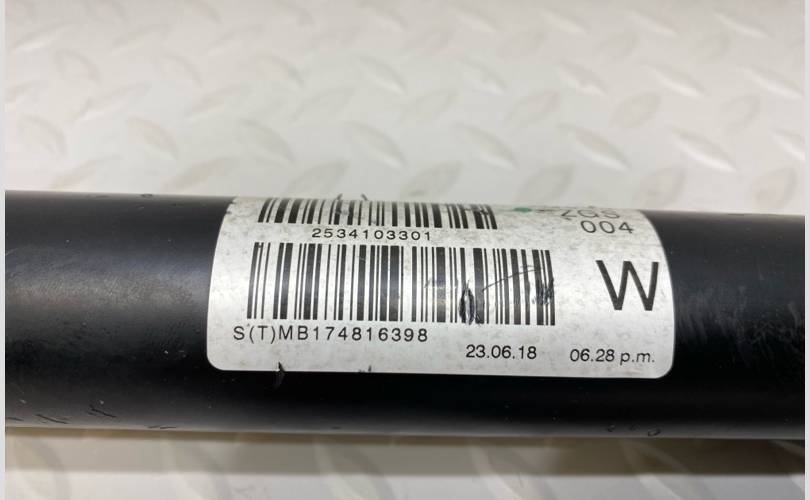 ZGS
2534103301
004
W
S(T)MB174816398
23.06.18 06.28 p.m.